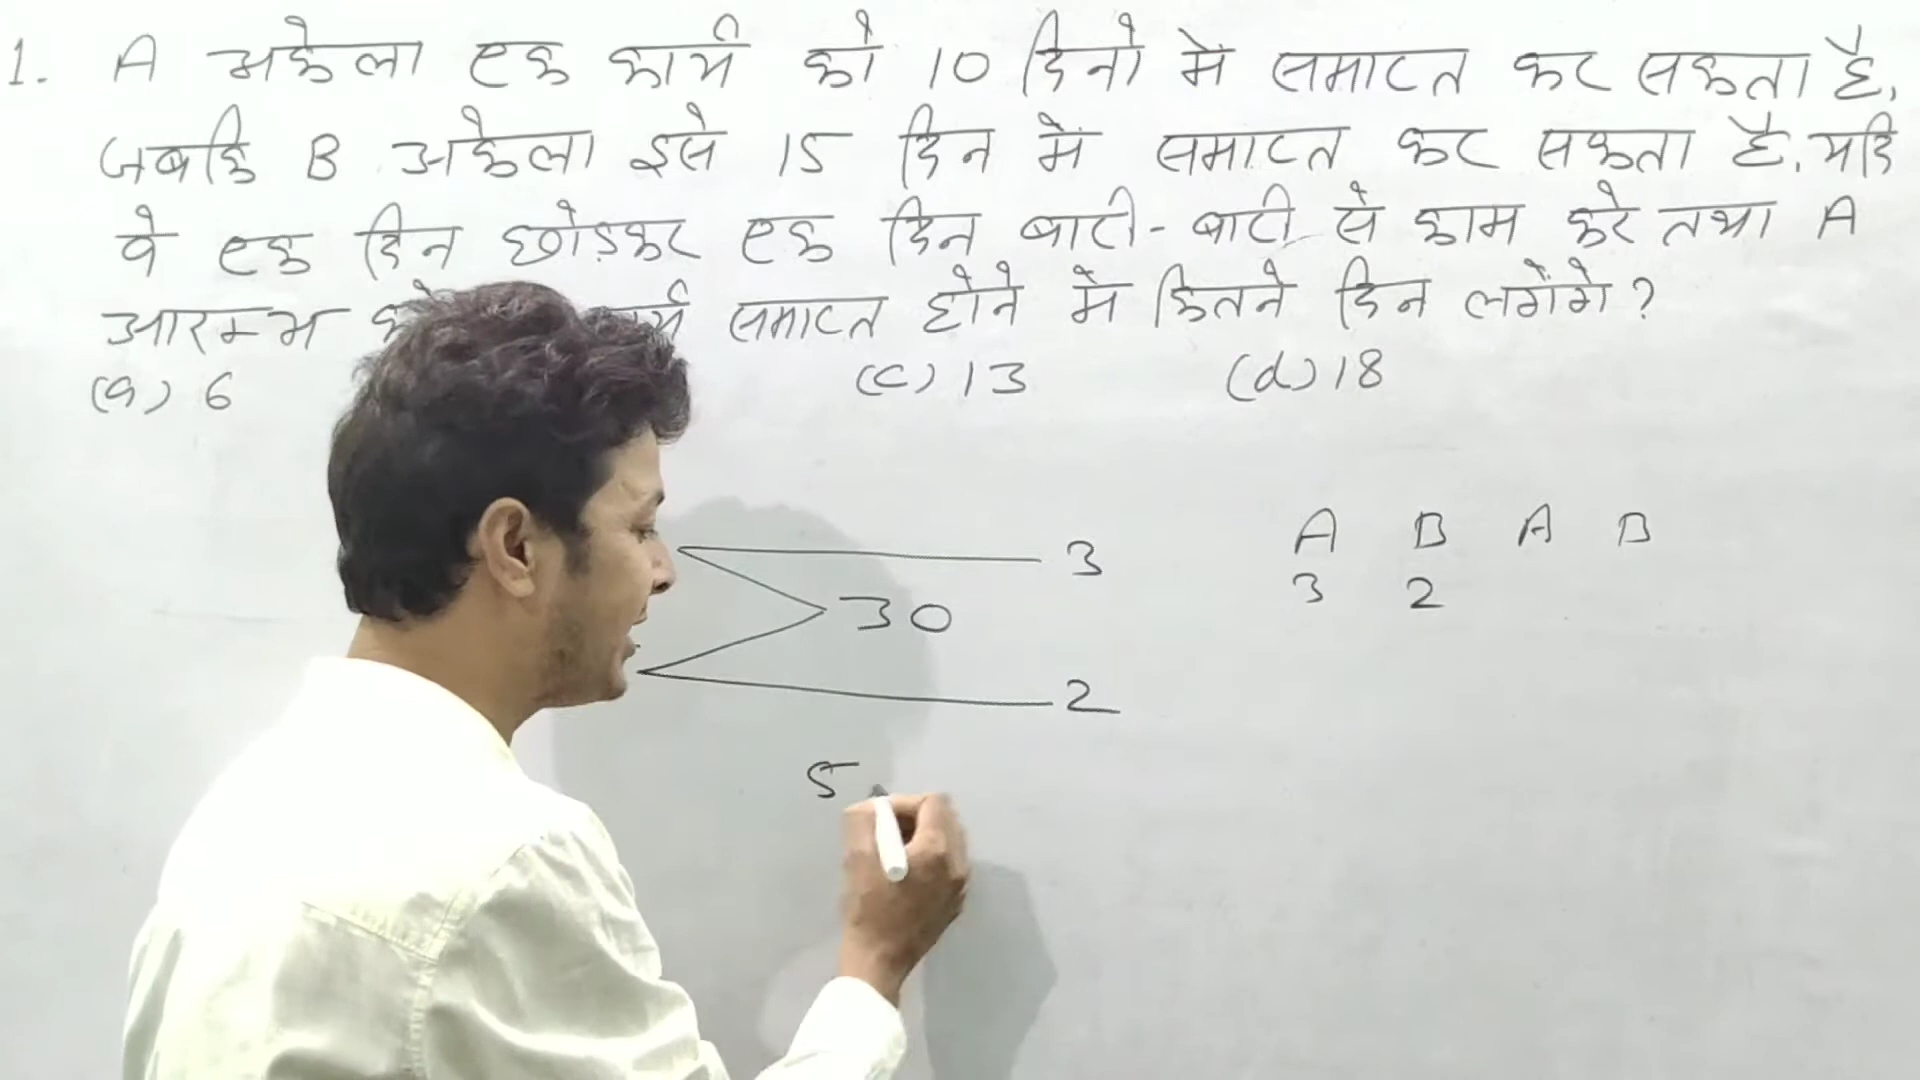 1. A अकेला एक कार्य को 10 दिनो में समाप्त कर सकता है,
जबकि B अकेला इसे 15 दिन में समाप्त कर सकता है. यदि
वे एक दिन छोड़कर एक दिन बारी-बारी से काम करे तथा A
आरम्भ समाप्त होने में कितने दिन लगेंगे?
(a) 6 (c) 13 (d) 18
A B A B
3 3 2
30
2
5